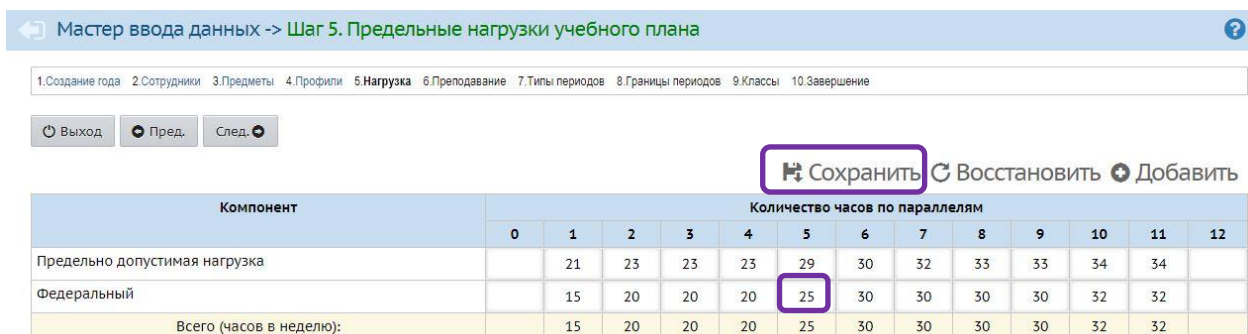 Мастер ввода данных -> Шаг 5. Предельные нагрузки учебного плана
1.Создание года 2.Сотрудники 3.Предметы 4.Профили 5.Нагрузка 6.Преподавание 7.Типы периодов 8.Границы периодов 9.Классы 10.Завершение
Выход Пред. След.
Сохранить Восстановить Добавить
Компонент Количество часов по параллелям
0 1 2 3 4 5 6 7 8 9 10 11 12
Предельно допустимая нагрузка 21 23 23 23 29 30 32 33 33 34 34
Федеральный 15 20 20 20 25 30 30 30 30 32 32
Всего (часов в неделю): 15 20 20 20 25 30 30 30 30 32 32